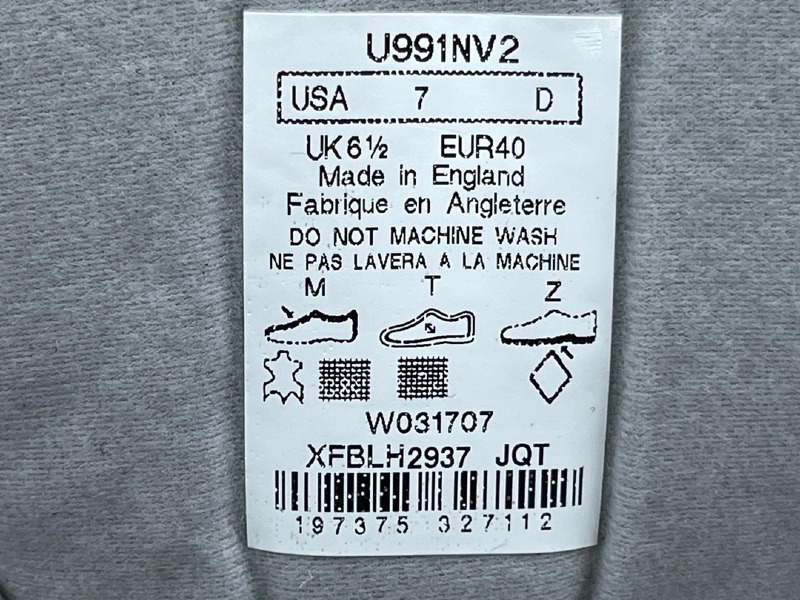 U991NV2
USA 7 D
UK 6½ EUR40
Made in England
Fabrique en Angleterre
DO NOT MACHINE WASH
NE PAS LAVERA A LA MACHINE
M T Z
W031707
XFBLH2937 JQT
197375 327112